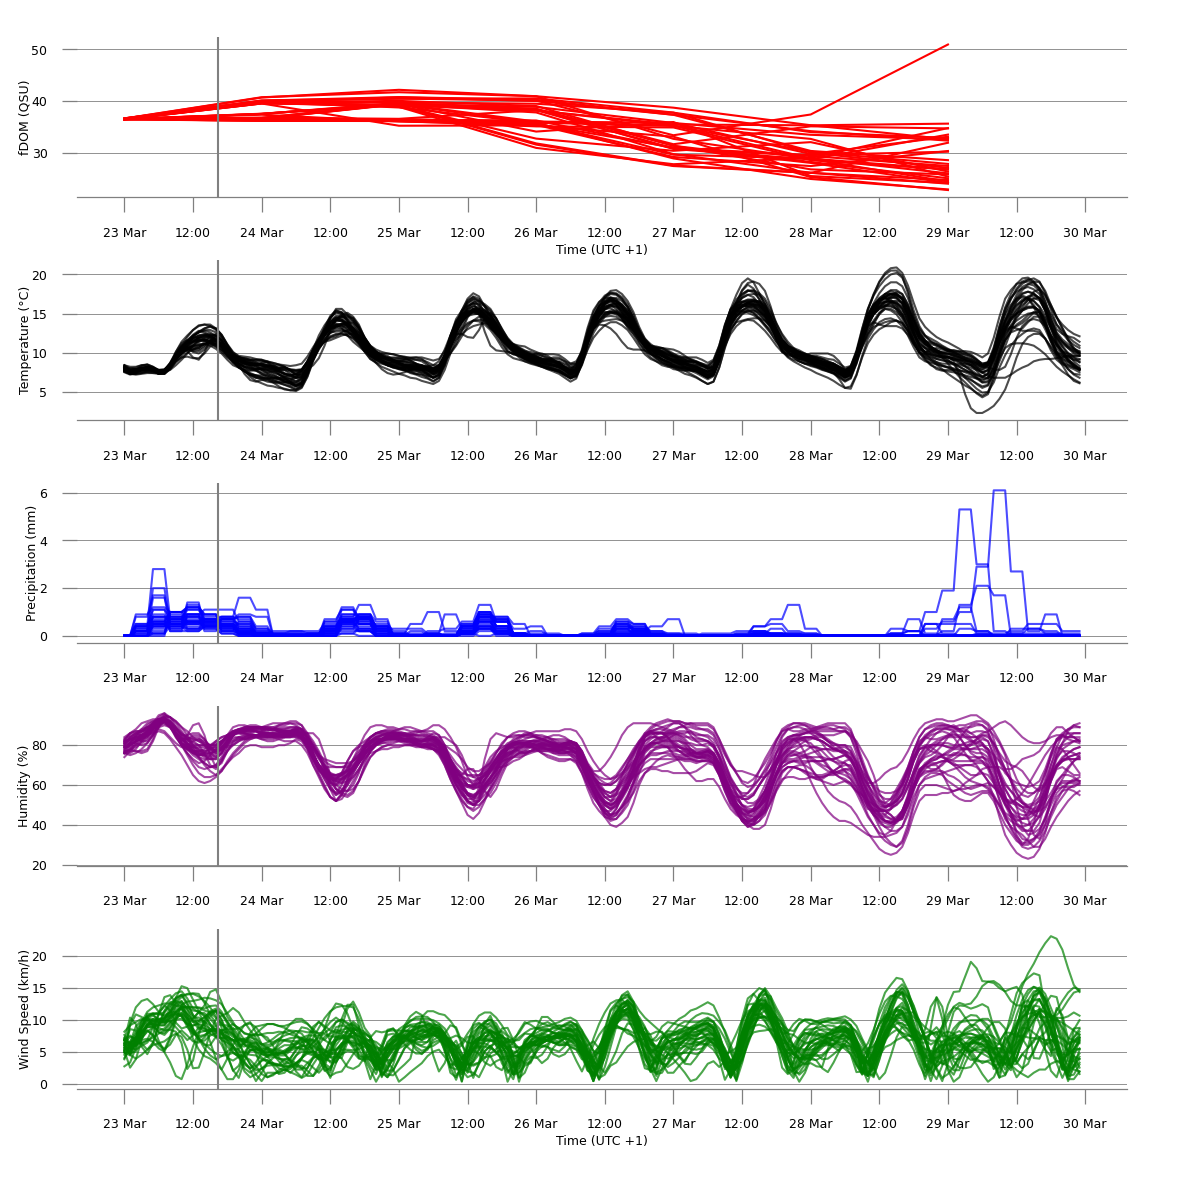 50
40
30
fDOM (QSU)
23 Mar 12:00 24 Mar 12:00 25 Mar 12:00 26 Mar 12:00 27 Mar 12:00 28 Mar 12:00 29 Mar 12:00 30 Mar
Time (UTC +1)
20
15
10
5
Temperature (°C)
23 Mar 12:00 24 Mar 12:00 25 Mar 12:00 26 Mar 12:00 27 Mar 12:00 28 Mar 12:00 29 Mar 12:00 30 Mar
6
4
2
0
Precipitation (mm)
23 Mar 12:00 24 Mar 12:00 25 Mar 12:00 26 Mar 12:00 27 Mar 12:00 28 Mar 12:00 29 Mar 12:00 30 Mar
80
60
40
20
Humidity (%)
23 Mar 12:00 24 Mar 12:00 25 Mar 12:00 26 Mar 12:00 27 Mar 12:00 28 Mar 12:00 29 Mar 12:00 30 Mar
20
15
10
5
0
Wind Speed (km/h)
23 Mar 12:00 24 Mar 12:00 25 Mar 12:00 26 Mar 12:00 27 Mar 12:00 28 Mar 12:00 29 Mar 12:00 30 Mar
Time (UTC +1)